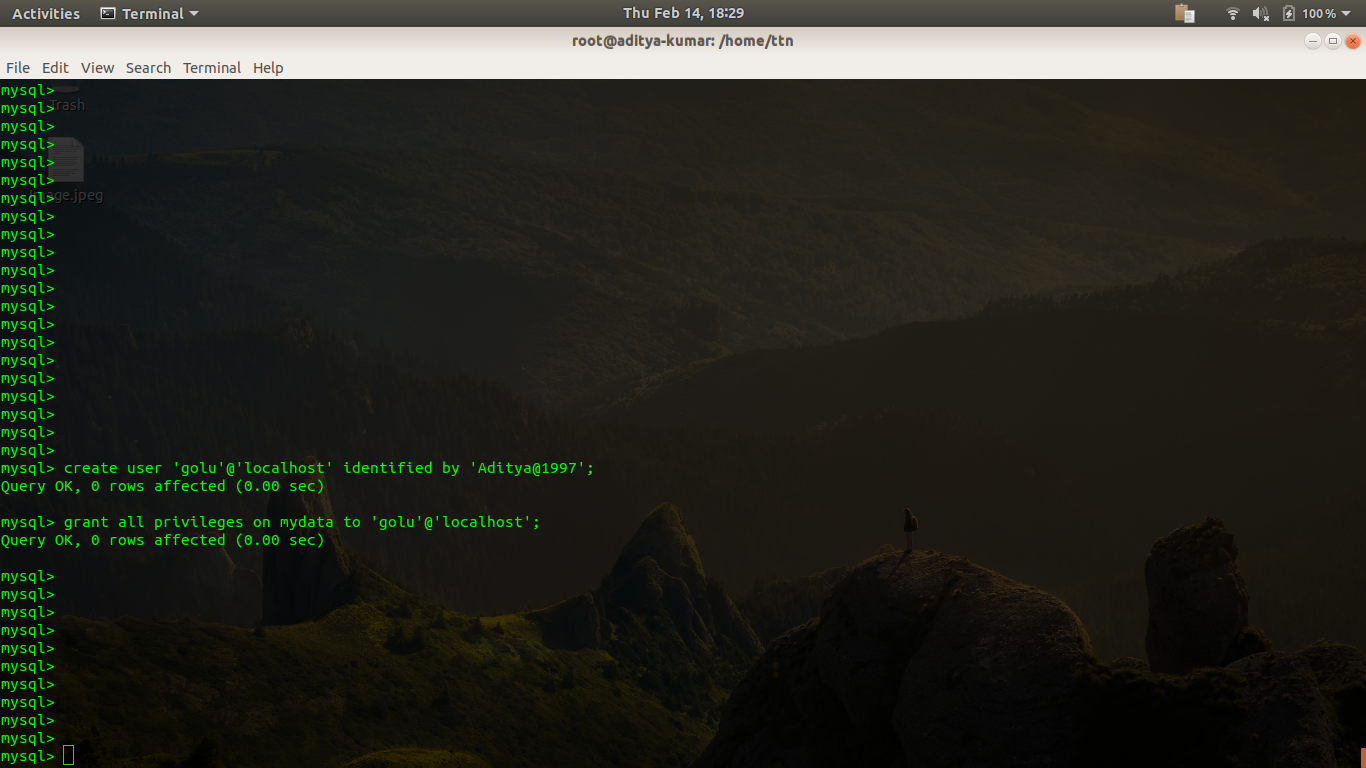 Activities Terminal Thu Feb 14, 18:29 100 %
root@aditya-kumar: /home/ttn
File Edit View Search Terminal Help
mysql>
mysql> Trash
mysql>
mysql>
mysql>
mysql>
mysql> Image.jpeg
mysql>
mysql>
mysql>
mysql>
mysql>
mysql>
mysql>
mysql>
mysql>
mysql>
mysql>
mysql>
mysql>
mysql>
mysql> create user 'golu'@'localhost' identified by 'Aditya@1997';
Query OK, 0 rows affected (0.00 sec)
mysql> grant all privileges on mydata to 'golu'@'localhost';
Query OK, 0 rows affected (0.00 sec)
mysql>
mysql>
mysql>
mysql>
mysql>
mysql>
mysql>
mysql>
mysql>
mysql>
mysql>